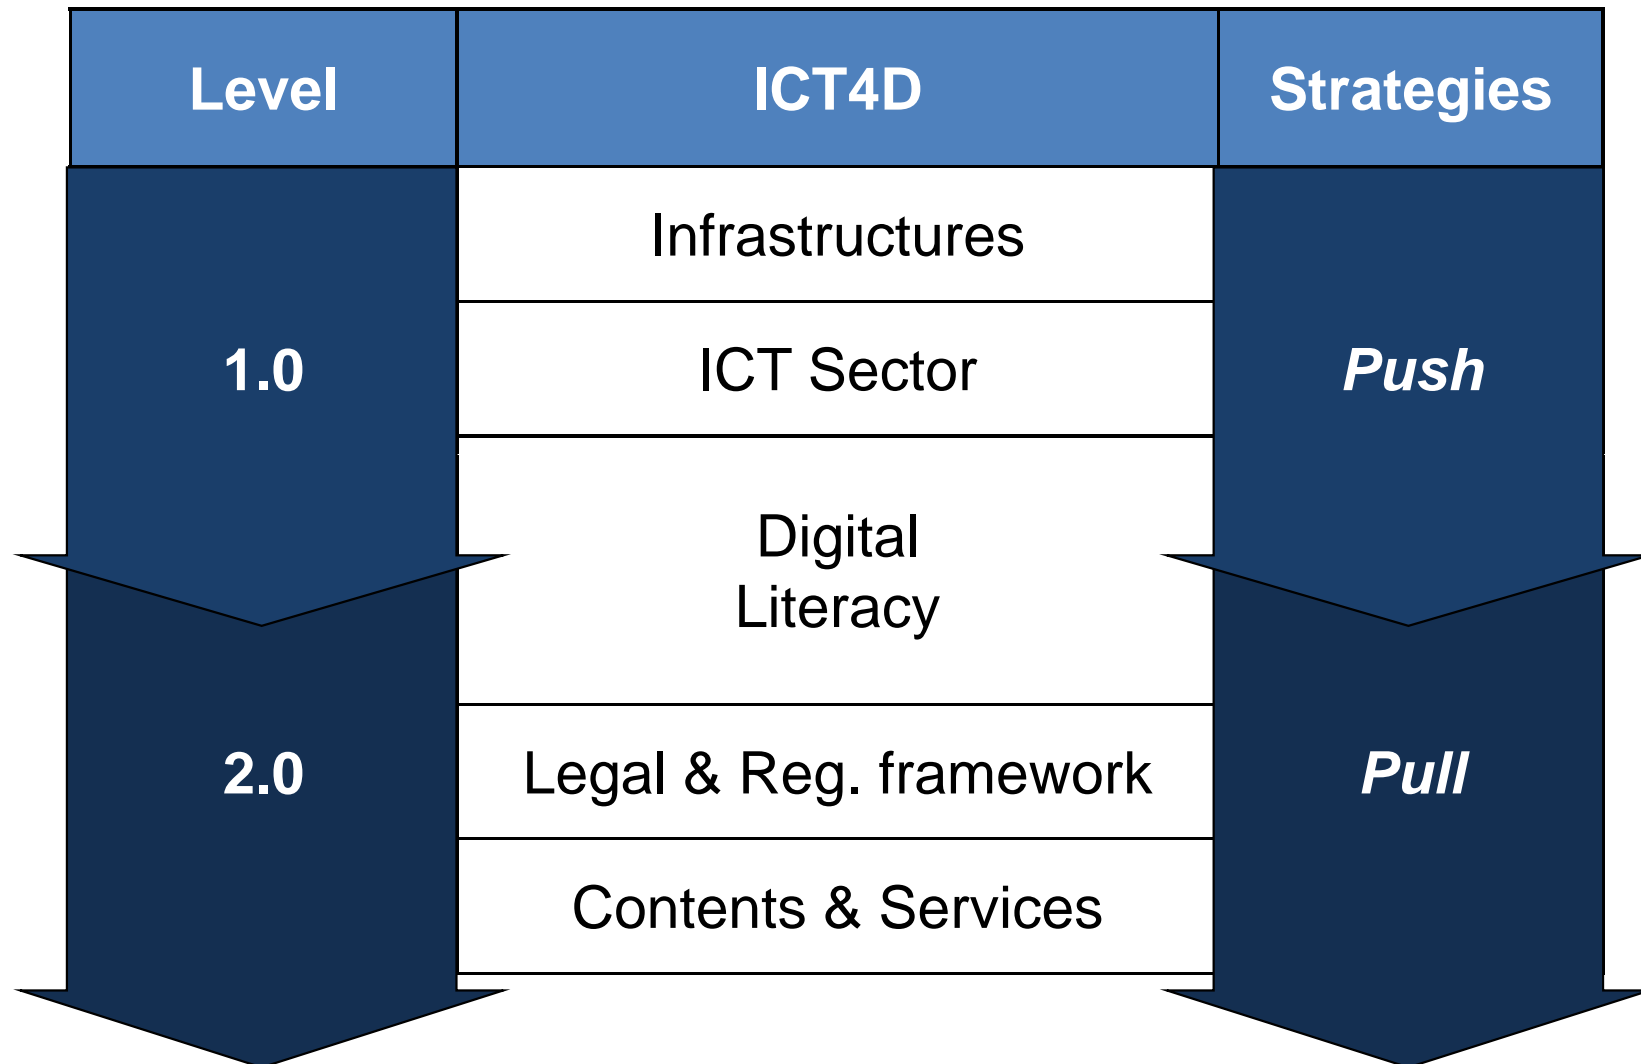 Level
ICT4D
Strategies
Infrastructures
1.0
ICT Sector
Push
Digital
Literacy
2.0
Legal & Reg. framework
Pull
Contents & Services